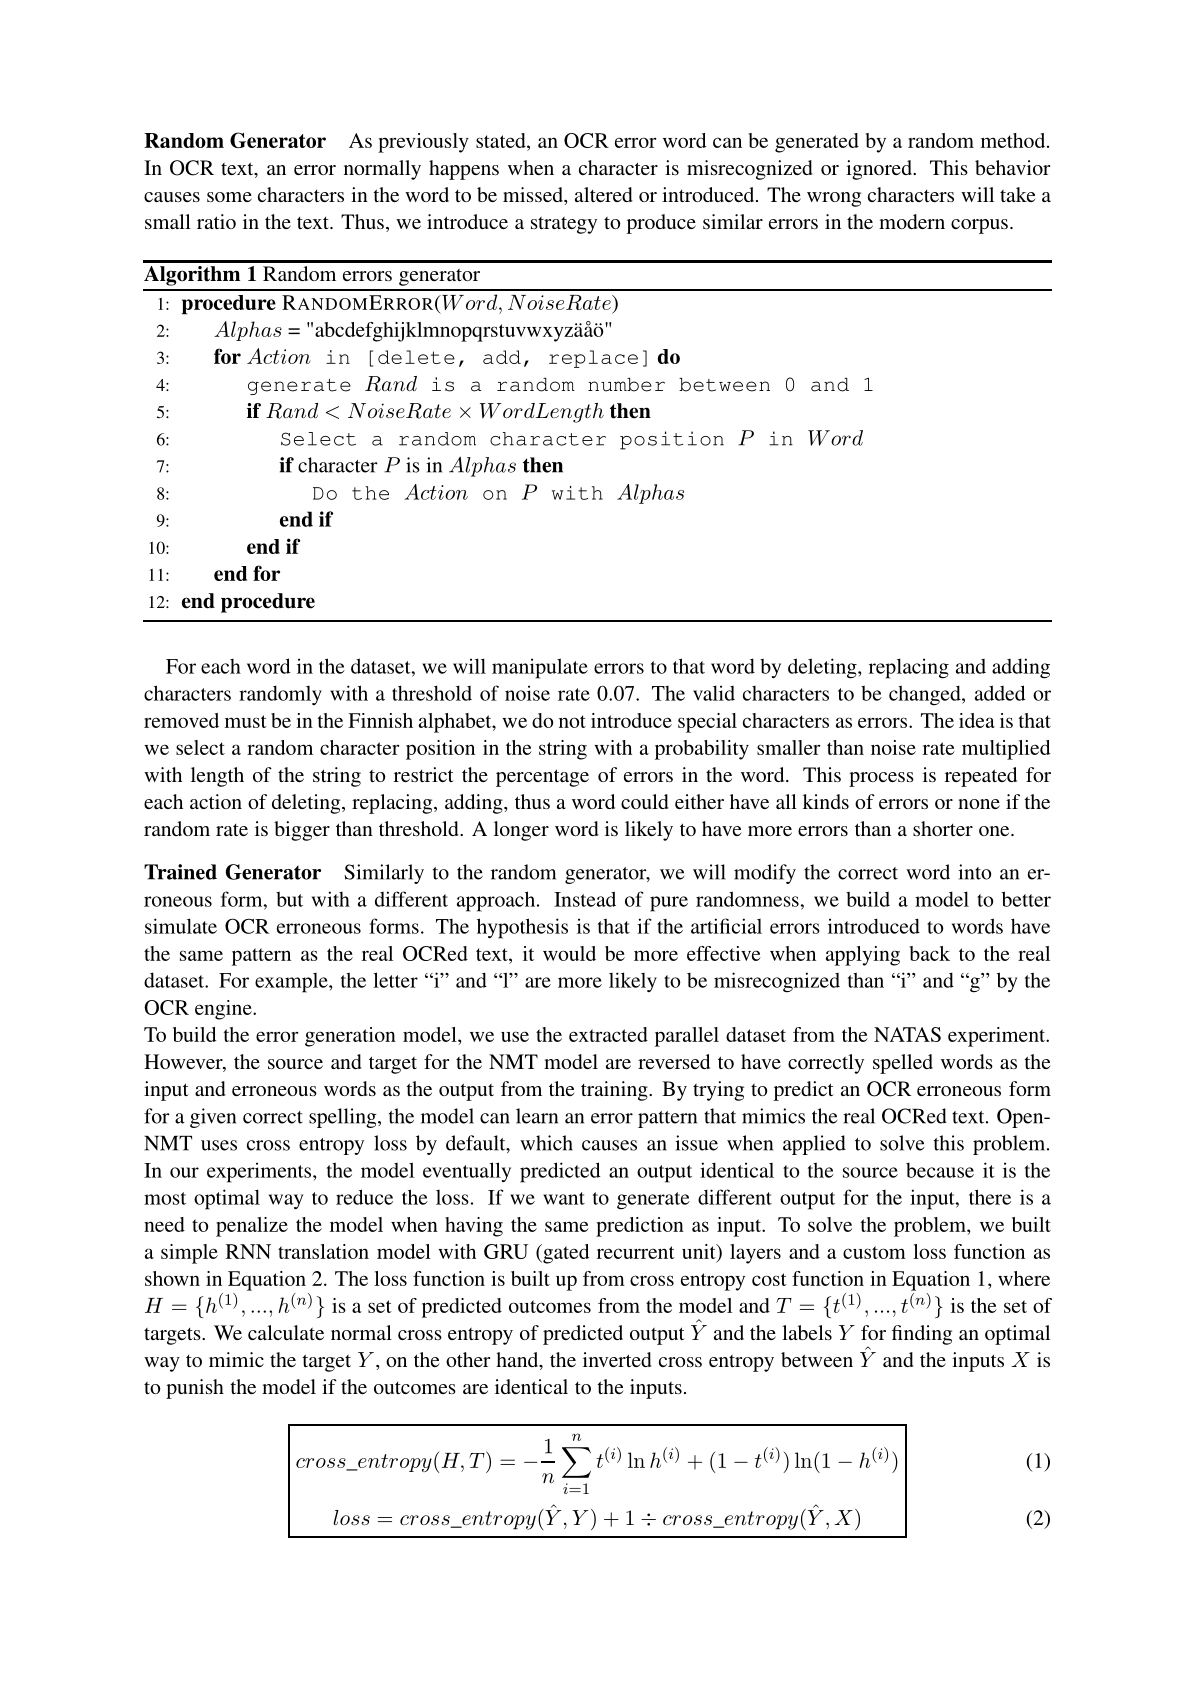 Random Generator As previously stated, an OCR error word can be generated by a random method.
In OCR text, an error normally happens when a character is misrecognized or ignored. This behavior
causes some characters in the word to be missed, altered or introduced. The wrong characters will take a
small ratio in the text. Thus, we introduce a strategy to produce similar errors in the modern corpus.
Algorithm 1 Random errors generator
1: procedure RANDOMERROR(Word, NoiseRate)
2: Alphas = "abcdefghijklmnopqrstuvwxyzäåö"
3: for Action in [delete, add, replace] do
4: generate Rand is a random number between 0 and 1
5: if Rand < NoiseRate × WordLength then
6: Select a random character position P in Word
7: if character P is in Alphas then
8: Do the Action on P with Alphas
9: end if
10: end if
11: end for
12: end procedure
For each word in the dataset, we will manipulate errors to that word by deleting, replacing and adding
characters randomly with a threshold of noise rate 0.07. The valid characters to be changed, added or
removed must be in the Finnish alphabet, we do not introduce special characters as errors. The idea is that
we select a random character position in the string with a probability smaller than noise rate multiplied
with length of the string to restrict the percentage of errors in the word. This process is repeated for
each action of deleting, replacing, adding, thus a word could either have all kinds of errors or none if the
random rate is bigger than threshold. A longer word is likely to have more errors than a shorter one.
Trained Generator Similarly to the random generator, we will modify the correct word into an er-
roneous form, but with a different approach. Instead of pure randomness, we build a model to better
simulate OCR erroneous forms. The hypothesis is that if the artificial errors introduced to words have
the same pattern as the real OCRed text, it would be more effective when applying back to the real
dataset. For example, the letter “i” and “l” are more likely to be misrecognized than “i” and “g” by the
OCR engine.
To build the error generation model, we use the extracted parallel dataset from the NATAS experiment.
However, the source and target for the NMT model are reversed to have correctly spelled words as the
input and erroneous words as the output from the training. By trying to predict an OCR erroneous form
for a given correct spelling, the model can learn an error pattern that mimics the real OCRed text. Open-
NMT uses cross entropy loss by default, which causes an issue when applied to solve this problem.
In our experiments, the model eventually predicted an output identical to the source because it is the
most optimal way to reduce the loss. If we want to generate different output for the input, there is a
need to penalize the model when having the same prediction as input. To solve the problem, we built
a simple RNN translation model with GRU (gated recurrent unit) layers and a custom loss function as
shown in Equation 2. The loss function is built up from cross entropy cost function in Equation 1, where
H = {h^(1), ..., h^(n)} is a set of predicted outcomes from the model and T = {t^(1), ..., t^(n)} is the set of
targets. We calculate normal cross entropy of predicted output Ŷ and the labels Y for finding an optimal
way to mimic the target Y, on the other hand, the inverted cross entropy between Ŷ and the inputs X is
to punish the model if the outcomes are identical to the inputs.
cross_entropy(H, T) = −1/n ∑_{i=1}^{n} t^(i) ln h^(i) + (1 − t^(i)) ln(1 − h^(i)) (1)
loss = cross_entropy(Ŷ, Y) + 1 ÷ cross_entropy(Ŷ, X) (2)